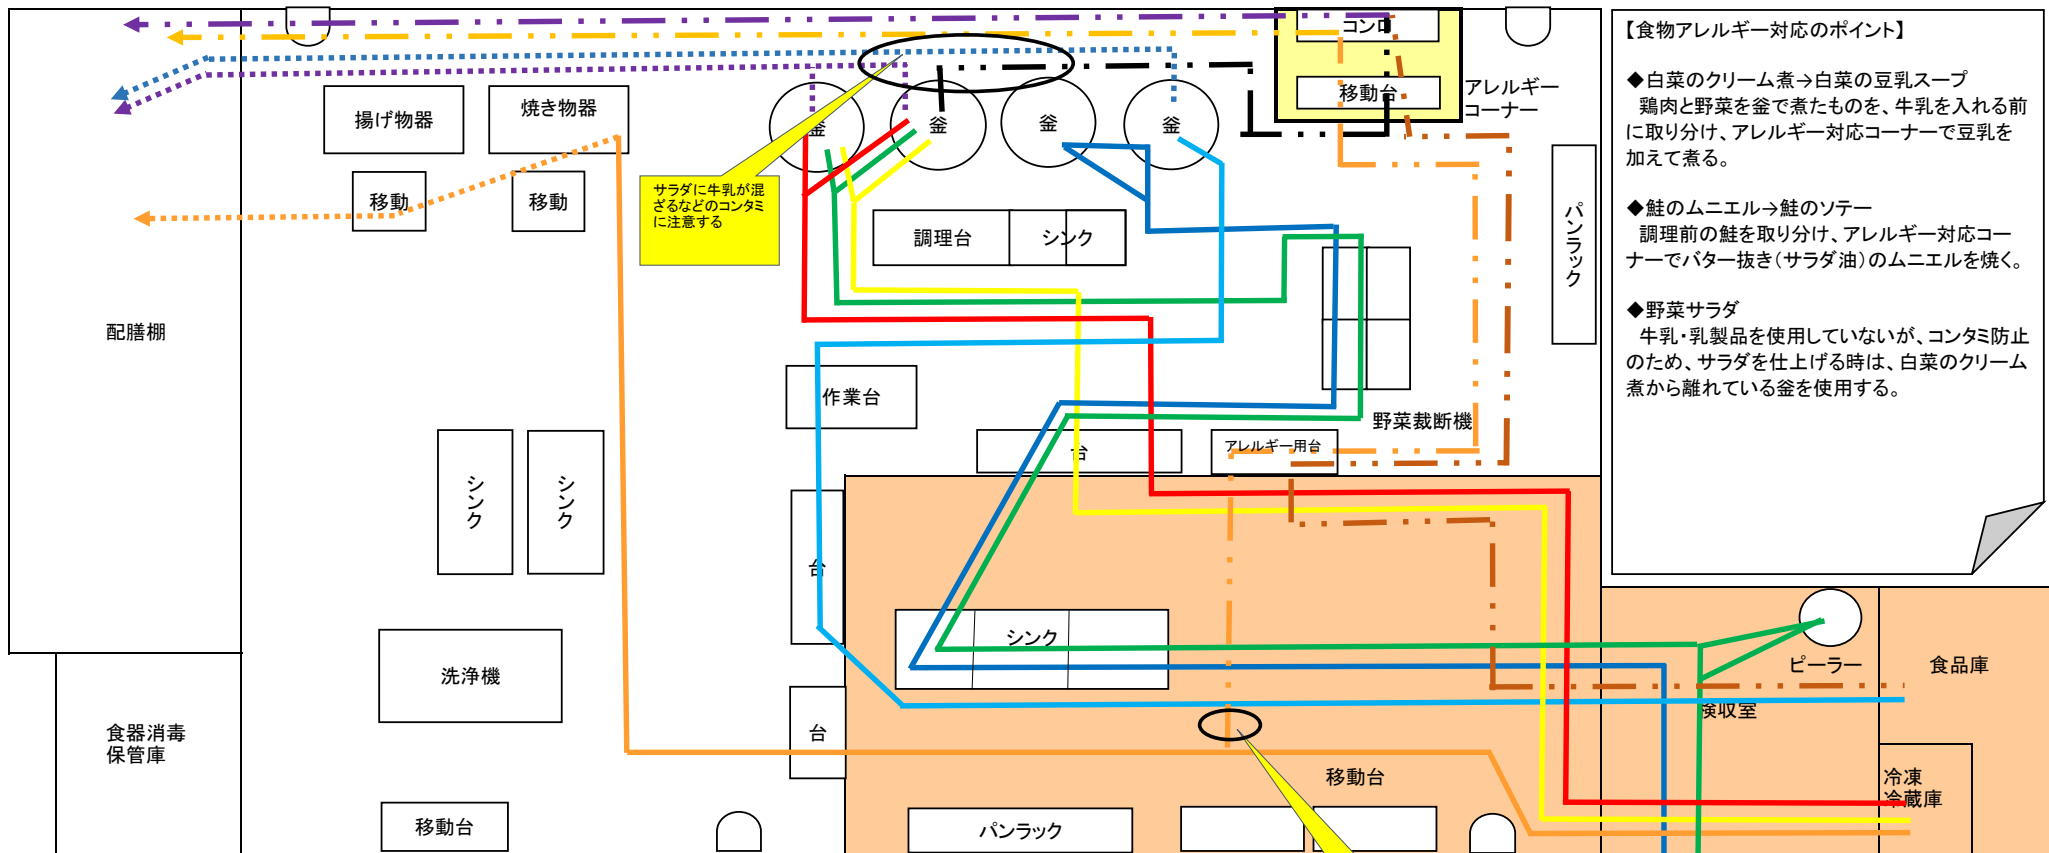 コンロ
移動台
アレルギー
コーナー
揚げ物器
焼き物器
釜
釜
釜
釜
移動
移動
サラダに牛乳が混
ざるなどのコンタミ
に注意する
調理台
シンク
パンラック
配膳棚
作業台
野菜裁断機
台
アレルギー用台
シンク
シンク
台
シンク
洗浄機
ピーラー
食品庫
検収室
食器消毒
保管庫
台
移動台
冷凍
冷蔵庫
移動台
パンラック
【食物アレルギー対応のポイント】
◆白菜のクリーム煮→白菜の豆乳スープ
鶏肉と野菜を釜で煮たものを、牛乳を入れる前
に取り分け、アレルギー対応コーナーで豆乳を
加えて煮る。
◆鮭のムニエル→鮭のソテー
調理前の鮭を取り分け、アレルギー対応コー
ナーでバター抜き（サラダ油）のムニエルを焼く。
◆野菜サラダ
牛乳・乳製品を使用していないが、コンタミ防止
のため、サラダを仕上げる時は、白菜のクリーム
煮から離れている釜を使用する。